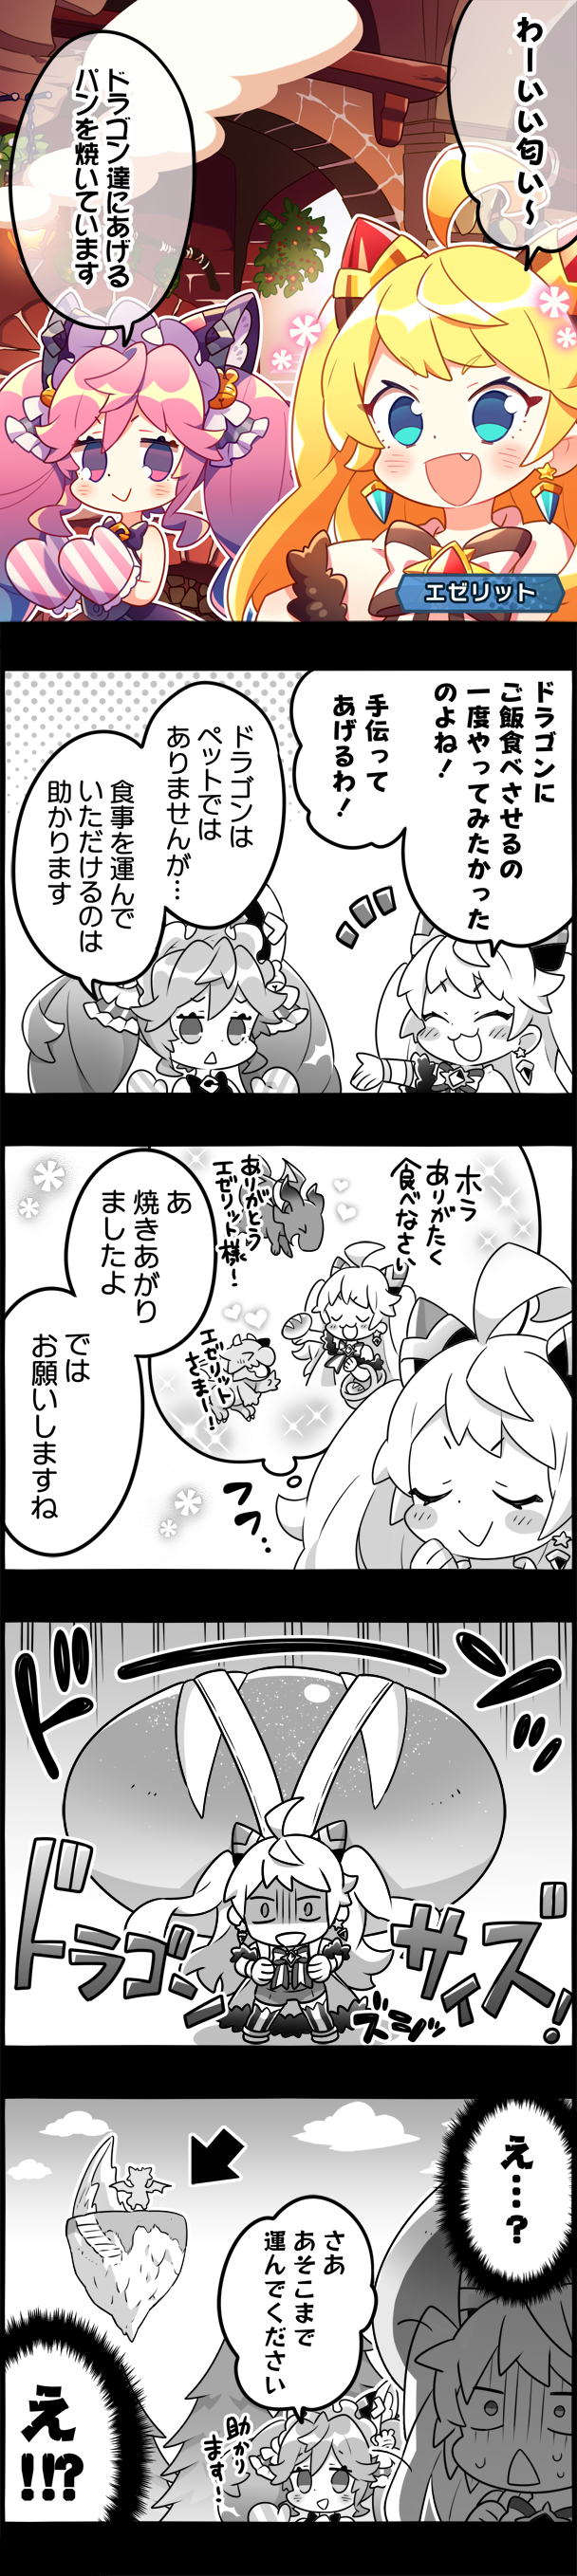 わーいい匂い～
ドラゴン達にあげる
パンを焼いています
エゼリット
ドラゴンに
ご飯食べさせるの
一度やってみたかった
のよね！
手伝って
あげるわ！
ドラゴンは
ペットでは
ありませんが…
食事を運んで
いただけるのは
助かります
ホラ
ありがたく
食べなさい
ありがとう
エゼリット様！
エゼリット
さまー！！
フフ…
あ
焼きあがり
ましたよ
では
お願いしますね
ドーンッ
ドラゴンサイズ！
ズシッ
え…？
さあ
あそこまで
運んでください
助かり
ます！
え!!?